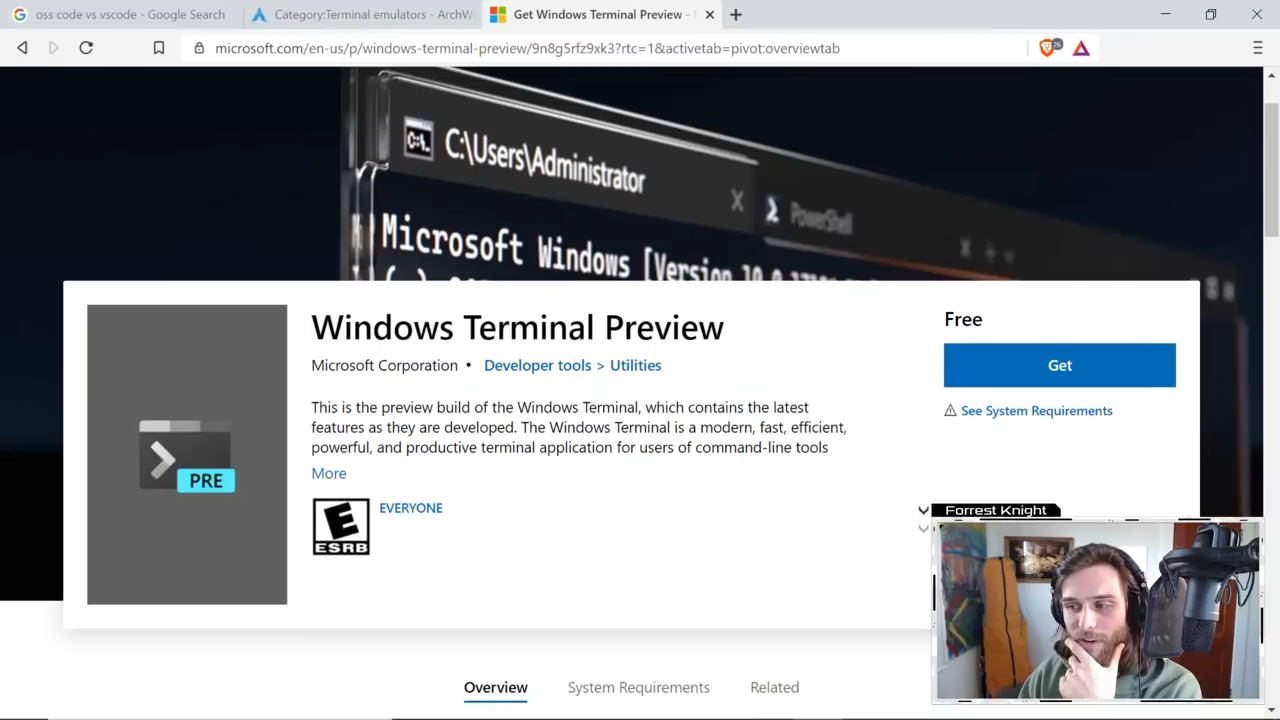 oss code vs vscode - Google Search
Category:Terminal emulators - ArchW
Get Windows Terminal Preview -
microsoft.com/en-us/p/windows-terminal-preview/9n8g5rfz9xk3?rtc=1&activetab=pivot:overviewtab
26
C:\Users\Administrator
PowerShell
Microsoft Windows [Version 10.0
Windows Terminal Preview
Microsoft Corporation • Developer tools > Utilities
This is the preview build of the Windows Terminal, which contains the latest
features as they are developed. The Windows Terminal is a modern, fast, efficient,
powerful, and productive terminal application for users of command-line tools
More
PRE
E
ESRB
EVERYONE
Free
Get
See System Requirements
Forrest Knight
Overview
System Requirements
Related